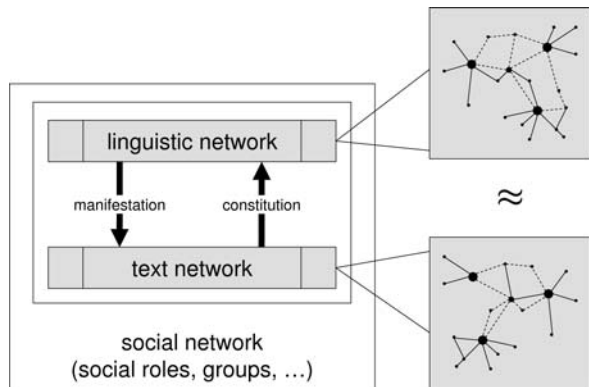 linguistic network
manifestation
constitution
≈
text network
social network
(social roles, groups, ...)